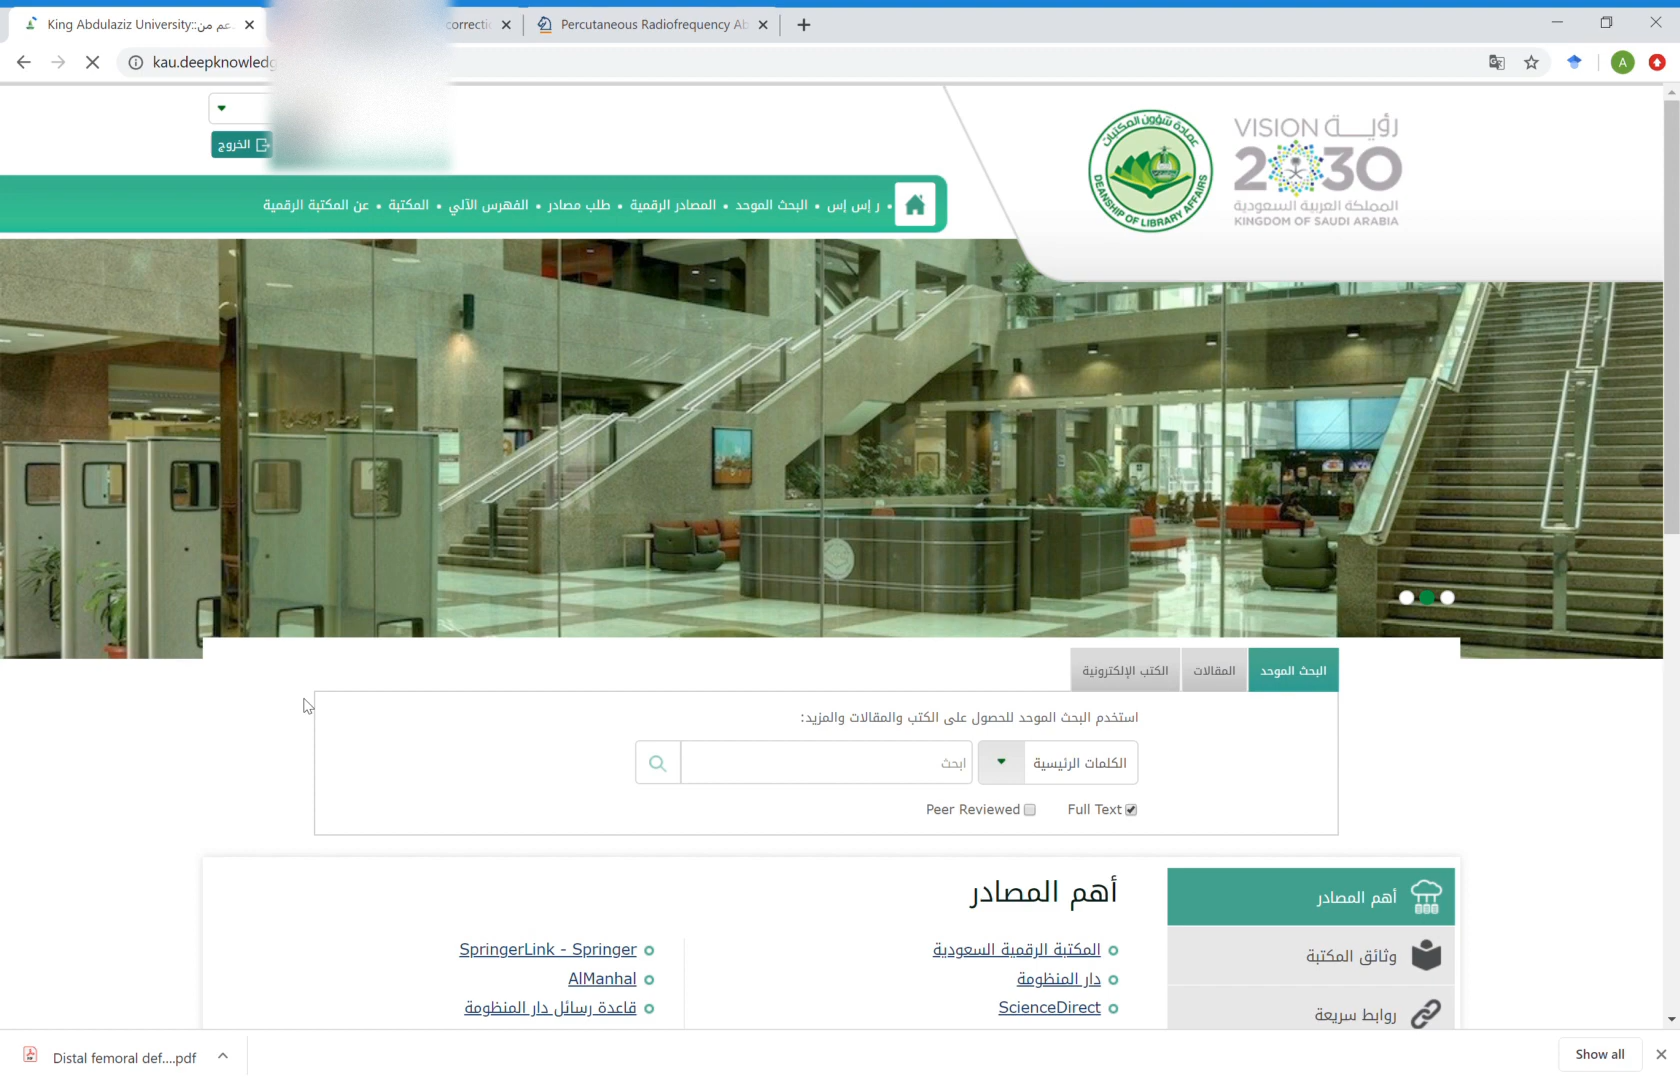 King Abdulaziz University::دعم من
correctic
Percutaneous Radiofrequency Ab
kau.deepknowledg
A
الخروج
عمادة شؤون المكتبات
DEANSHIP OF LIBRARY AFFAIRS
VISION رؤيـــة
2030
المملكة العربية السعودية
KINGDOM OF SAUDI ARABIA
ر إس إس • البحث الموحد • المصادر الرقمية • طلب مصادر • الفهرس الآلي • المكتبة • عن المكتبة الرقمية
البحث الموحد
المقالات
الكتب الإلكترونية
استخدم البحث الموحد للحصول على الكتب والمقالات والمزيد:
الكلمات الرئيسية
ابحث
Full Text
Peer Reviewed
أهم المصادر
وثائق المكتبة
روابط سريعة
أهم المصادر
المكتبة الرقمية السعودية
دار المنظومة
ScienceDirect
SpringerLink - Springer
AlManhal
قاعدة رسائل دار المنظومة
Distal femoral def....pdf
Show all